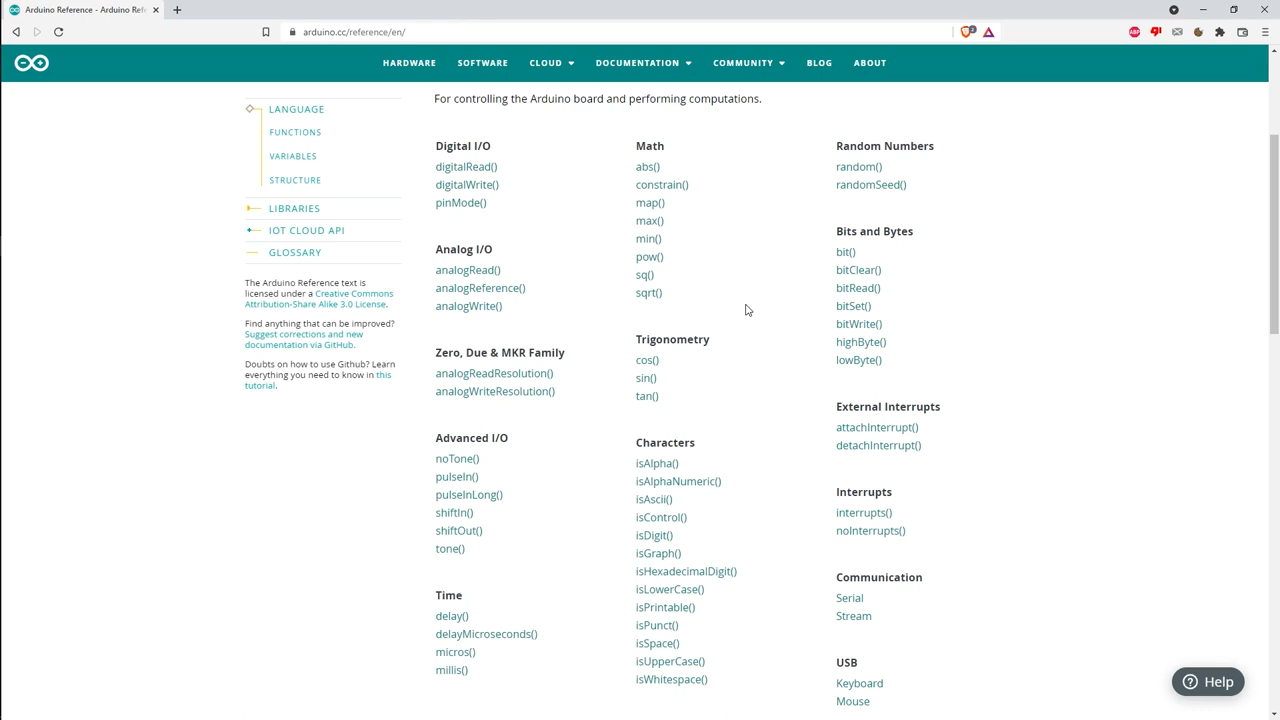 Arduino Reference - Arduino Ref
arduino.cc/reference/en/
2
ABP
HARDWARE
SOFTWARE
CLOUD
DOCUMENTATION
COMMUNITY
BLOG
ABOUT
LANGUAGE
FUNCTIONS
VARIABLES
STRUCTURE
LIBRARIES
IOT CLOUD API
GLOSSARY
The Arduino Reference text is
licensed under a Creative Commons
Attribution-Share Alike 3.0 License.
Find anything that can be improved?
Suggest corrections and new
documentation via GitHub.
Doubts on how to use Github? Learn
everything you need to know in this
tutorial.
For controlling the Arduino board and performing computations.
Digital I/O
digitalRead()
digitalWrite()
pinMode()
Analog I/O
analogRead()
analogReference()
analogWrite()
Zero, Due & MKR Family
analogReadResolution()
analogWriteResolution()
Advanced I/O
noTone()
pulseIn()
pulseInLong()
shiftIn()
shiftOut()
tone()
Time
delay()
delayMicroseconds()
micros()
millis()
Math
abs()
constrain()
map()
max()
min()
pow()
sq()
sqrt()
Trigonometry
cos()
sin()
tan()
Characters
isAlpha()
isAlphaNumeric()
isAscii()
isControl()
isDigit()
isGraph()
isHexadecimalDigit()
isLowerCase()
isPrintable()
isPunct()
isSpace()
isUpperCase()
isWhitespace()
Random Numbers
random()
randomSeed()
Bits and Bytes
bit()
bitClear()
bitRead()
bitSet()
bitWrite()
highByte()
lowByte()
External Interrupts
attachInterrupt()
detachInterrupt()
Interrupts
interrupts()
noInterrupts()
Communication
Serial
Stream
USB
Keyboard
Mouse
Help